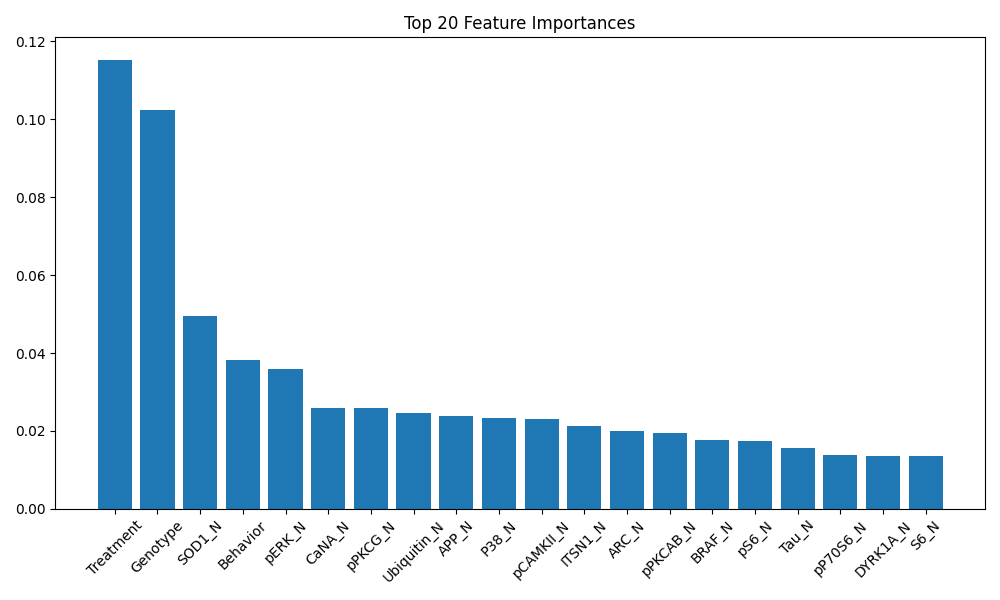 Top 20 Feature Importances
0.12
0.10
0.08
0.06
0.04
0.02
0.00
Treatment
Genotype
SOD1_N
Behavior
pERK_N
CaNA_N
pPKCG_N
Ubiquitin_N
APP_N
P38_N
pCAMKII_N
ITSN1_N
ARC_N
pPKCAB_N
BRAF_N
pS6_N
Tau_N
pP70S6_N
DYRK1A_N
S6_N